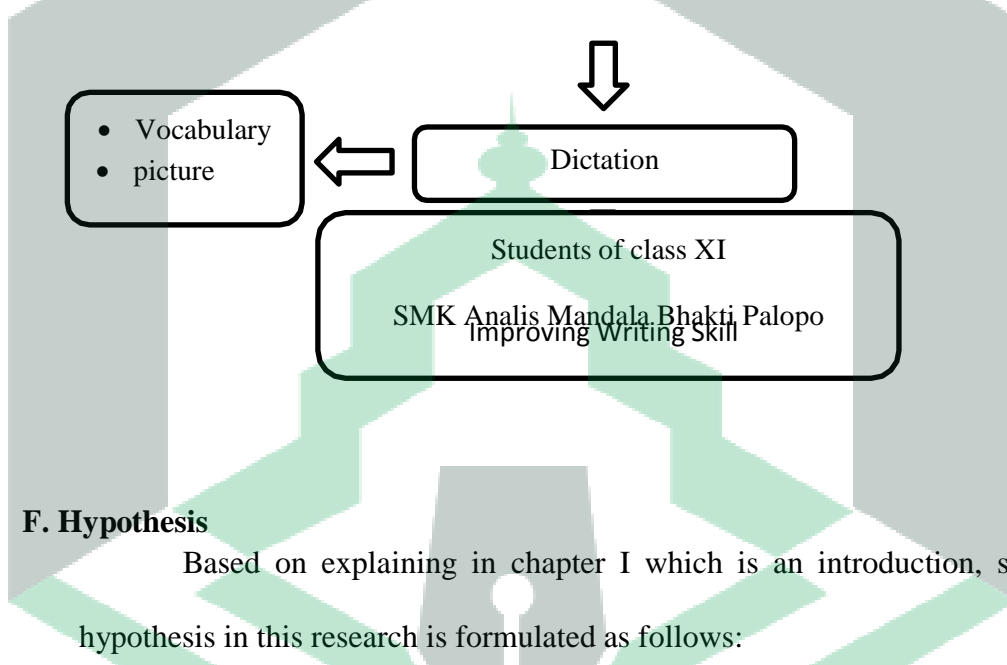 • Vocabulary
• picture
Dictation
Students of class XI
SMK Analis Mandala Bhakti Palopo
Improving Writing Skill
F. Hypothesis
Based on explaining in chapter I which is an introduction,
hypothesis in this research is formulated as follows: